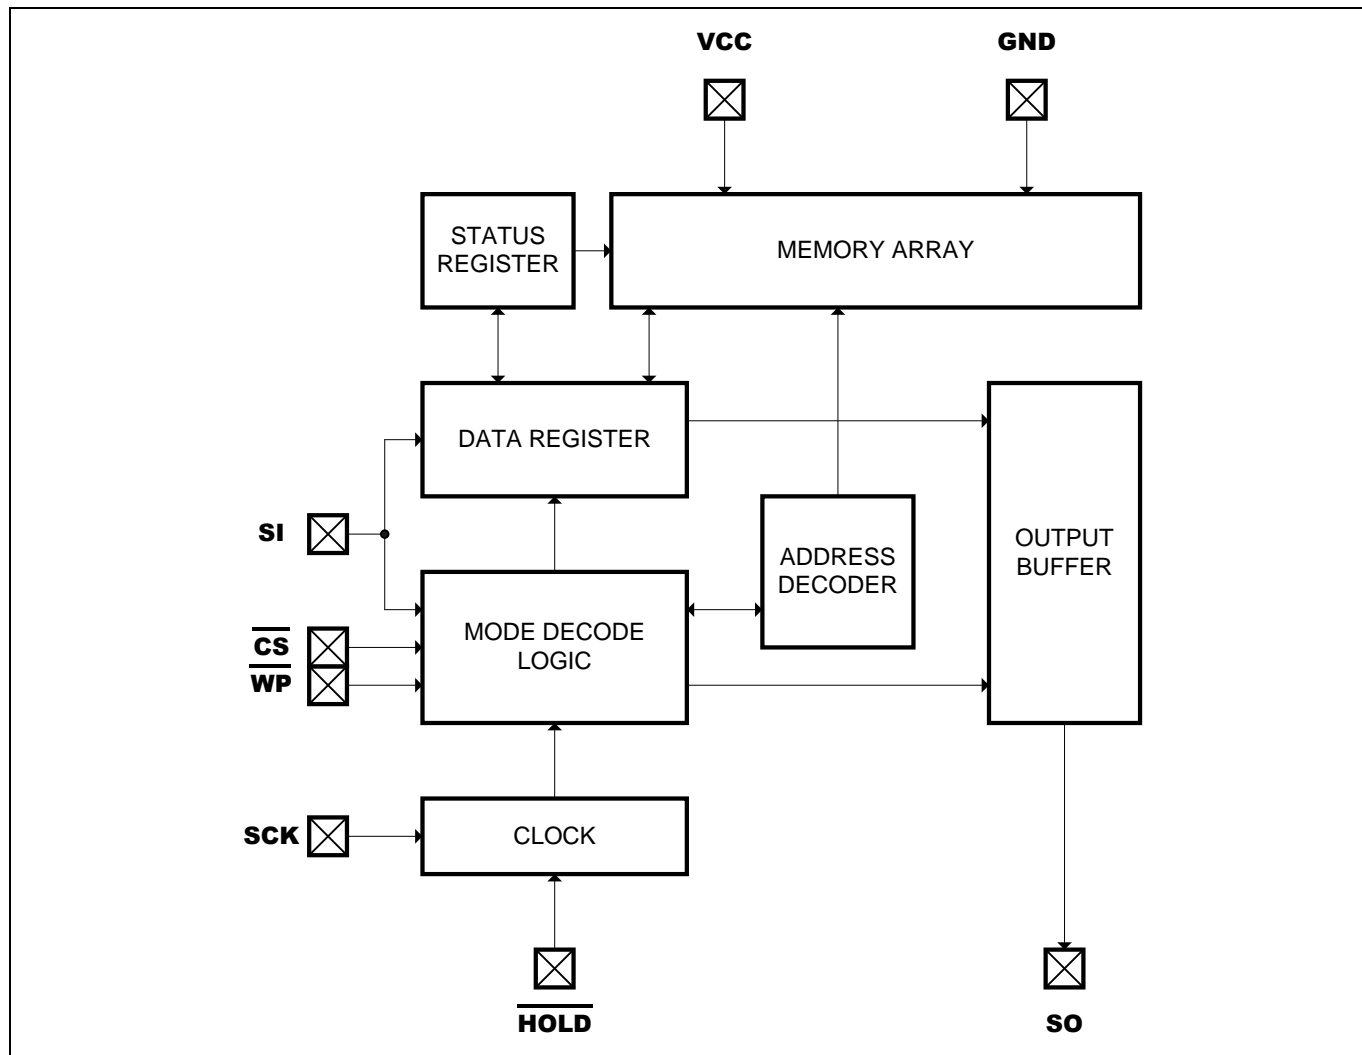 VCC
GND
STATUS
REGISTER
MEMORY ARRAY
DATA REGISTER
SI
ADDRESS
DECODER
OUTPUT
BUFFER
CS
WP
MODE DECODE
LOGIC
SCK
CLOCK
HOLD
SO